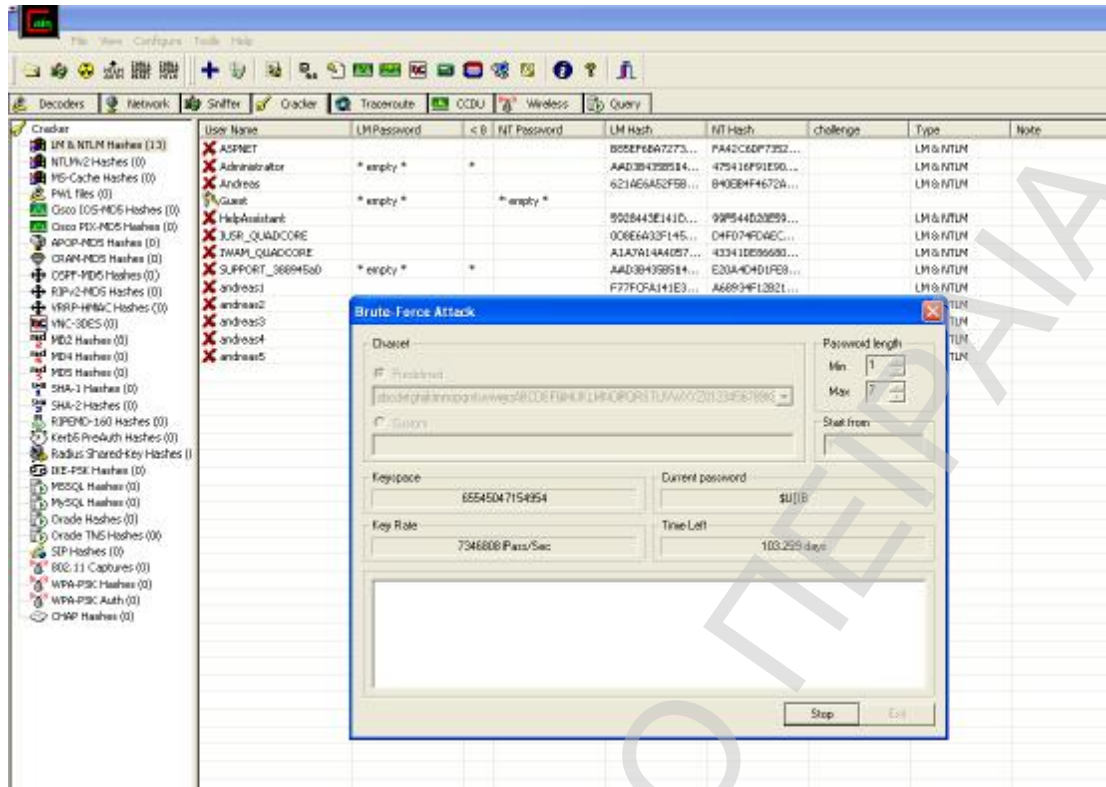 Cain
File View Configure Tools Help
Decoders Network Sniffer Cracker Traceroute CCDU Wireless Query
Cracker
LM & NTLM Hashes (13)
NTLMv2 Hashes (0)
MS-Cache Hashes (0)
PWL files (0)
Cisco IOS-MD5 Hashes (0)
Cisco PIX-MD5 Hashes (0)
APOP-MD5 Hashes (0)
CRAM-MD5 Hashes (0)
OSPF-MD5 Hashes (0)
RIPv2-MD5 Hashes (0)
VRRP-HMAC Hashes (0)
VNC-3DES (0)
MD2 Hashes (0)
MD4 Hashes (0)
MD5 Hashes (0)
SHA-1 Hashes (0)
SHA-2 Hashes (0)
RIPEMD-160 Hashes (0)
Kerb5 PreAuth Hashes (0)
Radius Shared-Key Hashes (
IKE-PSK Hashes (0)
MSSQL Hashes (0)
MySQL Hashes (0)
Oracle Hashes (0)
Oracle TNS Hashes (0)
SIP Hashes (0)
802.11 Captures (0)
WPA-PSK Hashes (0)
WPA-PSK Auth (0)
CHAP Hashes (0)
User Name LM Password < 8 NT Password LM Hash NT Hash challenge Type Note
ASPNET LM & NTLM
Administrator * empty * * LM & NTLM
Andreas LM & NTLM
Guest * empty * * empty *
HelpAssistant LM & NTLM
IUSR_QUADCORE LM & NTLM
IWAM_QUADCORE LM & NTLM
SUPPORT_388945a0 * empty * * LM & NTLM
andreas1 LM & NTLM
andreas2
andreas3
andreas4
andreas5
Brute-Force Attack
Charset
Predefined
Custom
Password length
Min 1
Max 7
Start from
Keyspace
65545047154954
Current password
Key Rate
7346808 Pass/Sec
Time Left
103.259 days
Stop Exit
Ο ΠΕΙΡΑΙΑ